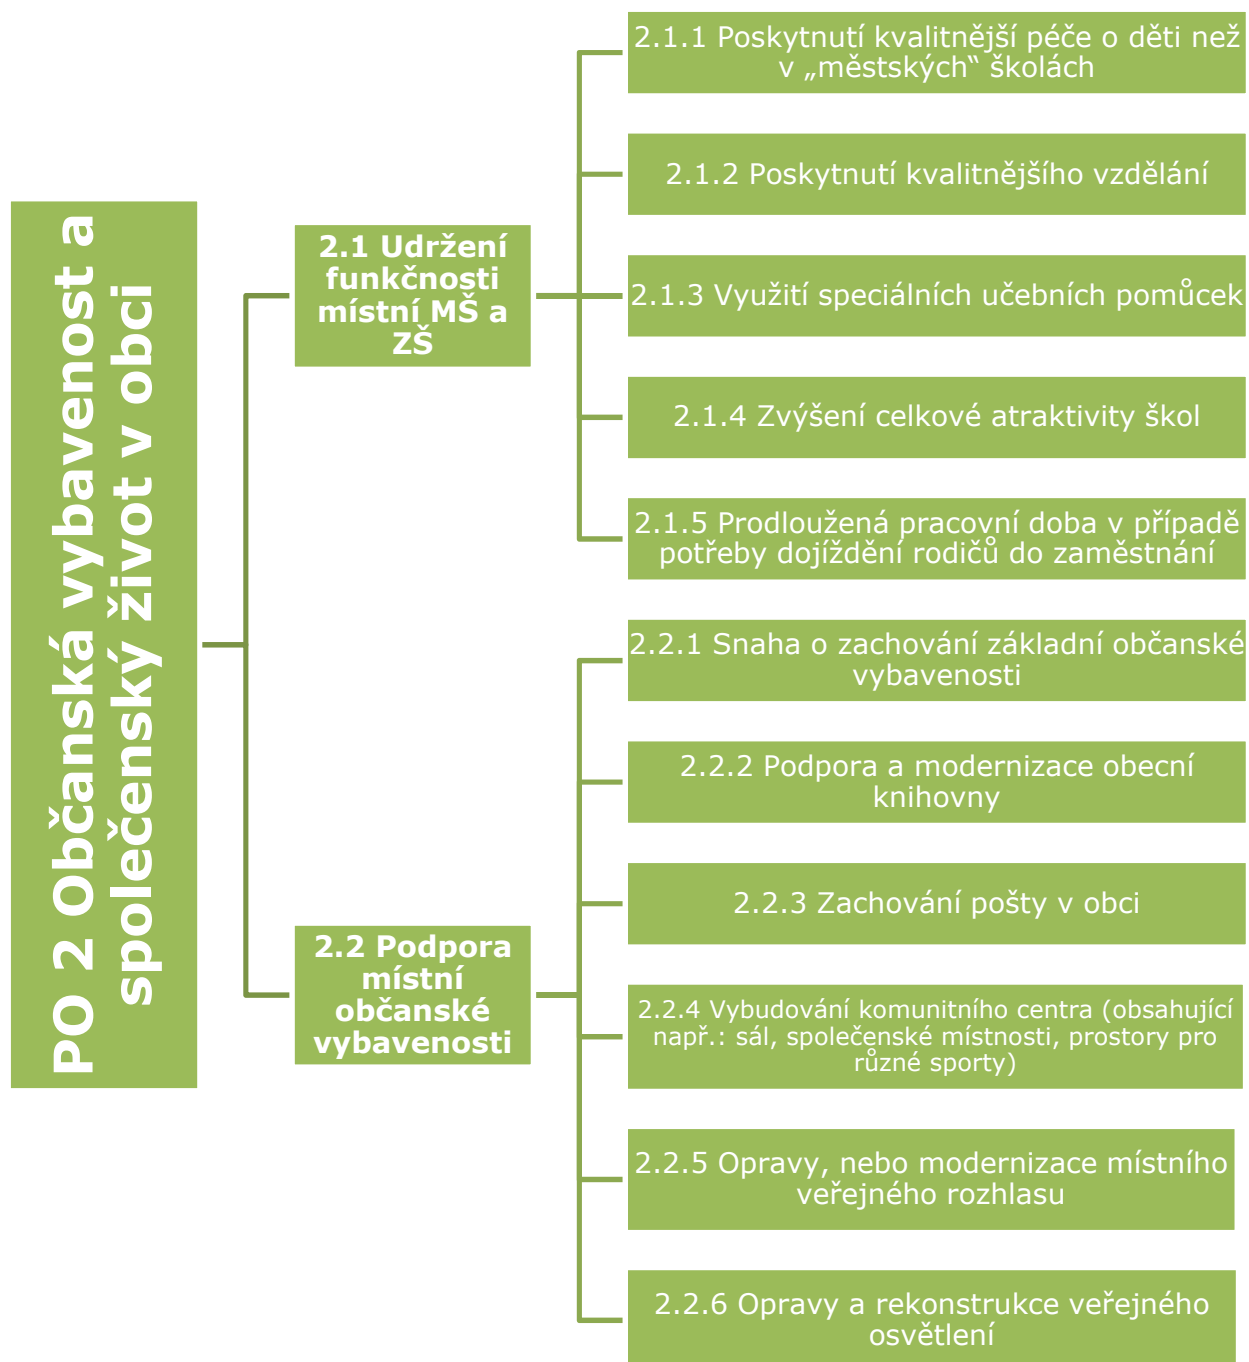 PO 2 Občanská vybavenost a
společenský život v obci
2.1 Udržení
funkčnosti
místní MŠ a
ZŠ
2.1.1 Poskytnutí kvalitnější péče o děti než
v „městských“ školách
2.1.2 Poskytnutí kvalitnějšího vzdělání
2.1.3 Využití speciálních učebních pomůcek
2.1.4 Zvýšení celkové atraktivity škol
2.1.5 Prodloužená pracovní doba v případě
potřeby dojíždění rodičů do zaměstnání
2.2 Podpora
místní
občanské
vybavenosti
2.2.1 Snaha o zachování základní občanské
vybavenosti
2.2.2 Podpora a modernizace obecní
knihovny
2.2.3 Zachování pošty v obci
2.2.4 Vybudování komunitního centra (obsahující
např.: sál, společenské místnosti, prostory pro
různé sporty)
2.2.5 Opravy, nebo modernizace místního
veřejného rozhlasu
2.2.6 Opravy a rekonstrukce veřejného
osvětlení